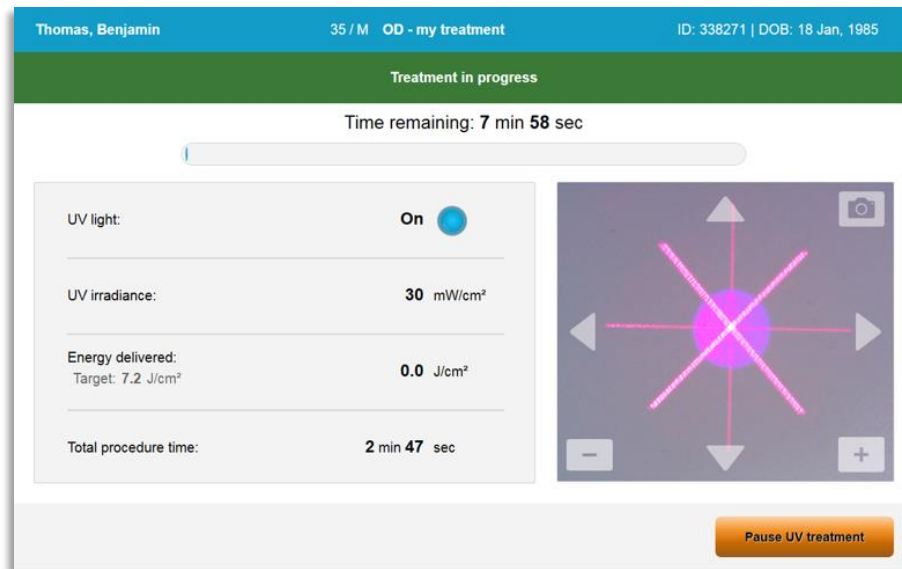 Thomas, Benjamin 35 / M OD - my treatment ID: 338271 | DOB: 18 Jan, 1985
Treatment in progress
Time remaining: 7 min 58 sec
UV light: On
UV irradiance: 30 mW/cm²
Energy delivered:
Target: 7.2 J/cm²
0.0 J/cm²
Total procedure time: 2 min 47 sec
Pause UV treatment